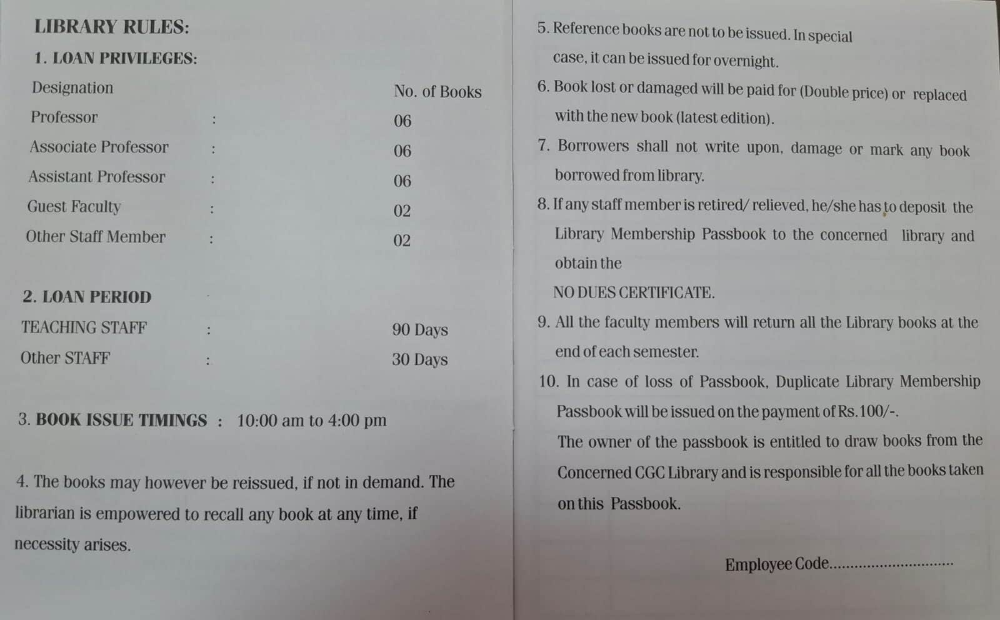 LIBRARY RULES:
1. LOAN PRIVILEGES:
Designation No. of Books
Professor : 06
Associate Professor : 06
Assistant Professor : 06
Guest Faculty : 02
Other Staff Member : 02
2. LOAN PERIOD
TEACHING STAFF : 90 Days
Other STAFF : 30 Days
3. BOOK ISSUE TIMINGS : 10:00 am to 4:00 pm
4. The books may however be reissued, if not in demand. The
librarian is empowered to recall any book at any time, if
necessity arises.
5. Reference books are not to be issued. In special
case, it can be issued for overnight.
6. Book lost or damaged will be paid for (Double price) or replaced
with the new book (latest edition).
7. Borrowers shall not write upon, damage or mark any book
borrowed from library.
8. If any staff member is retired/ relieved, he/she has to deposit the
Library Membership Passbook to the concerned library and
obtain the
NO DUES CERTIFICATE.
9. All the faculty members will return all the Library books at the
end of each semester.
10. In case of loss of Passbook, Duplicate Library Membership
Passbook will be issued on the payment of Rs.100/-.
The owner of the passbook is entitled to draw books from the
Concerned CGC Library and is responsible for all the books taken
on this Passbook.
Employee Code..............................